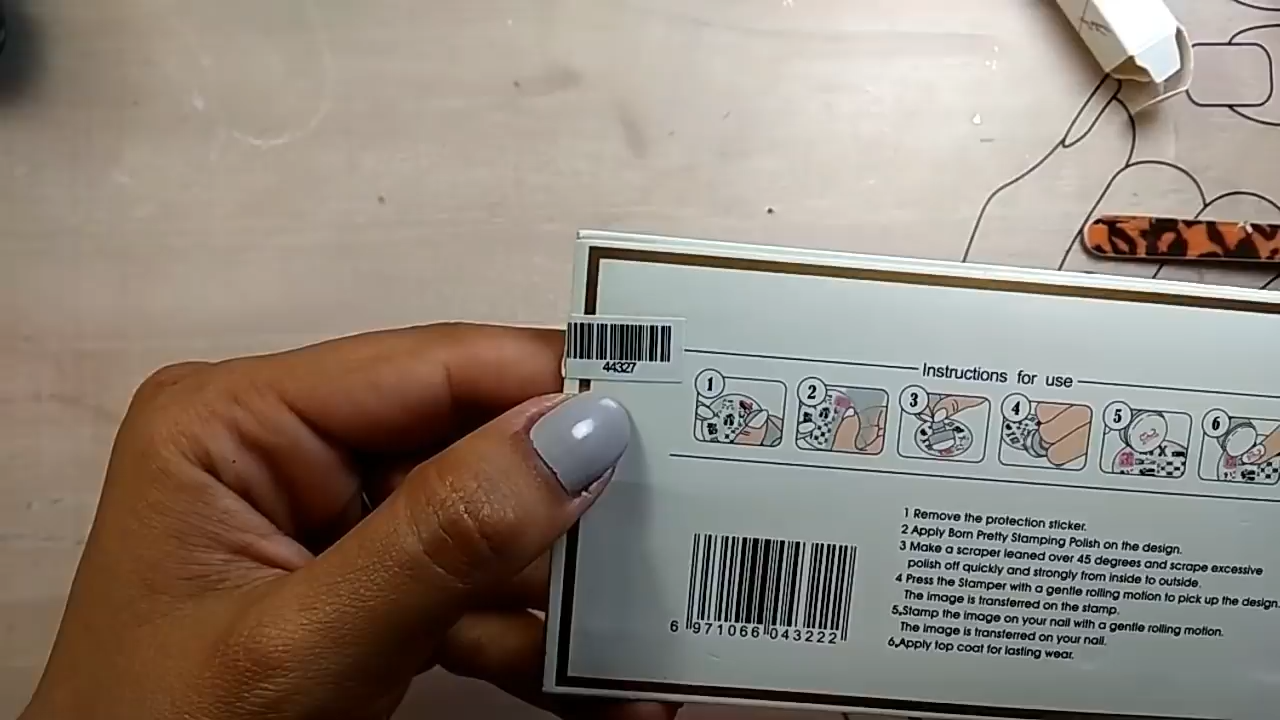 44327
Instructions for use
1 2 3 4 5 6
1 Remove the protection sticker.
2 Apply Born Pretty Stamping Polish on the design.
3 Make a scraper leaned over 45 degrees and scrape excessive
polish off quickly and strongly from inside to outside.
4 Press the Stamper with a gentle rolling motion to pick up the design.
The image is transferred on the stamp.
5.Stamp the image on your nail with a gentle rolling motion.
The image is transferred on your nail.
6.Apply top coat for lasting wear.
6 971066 043222